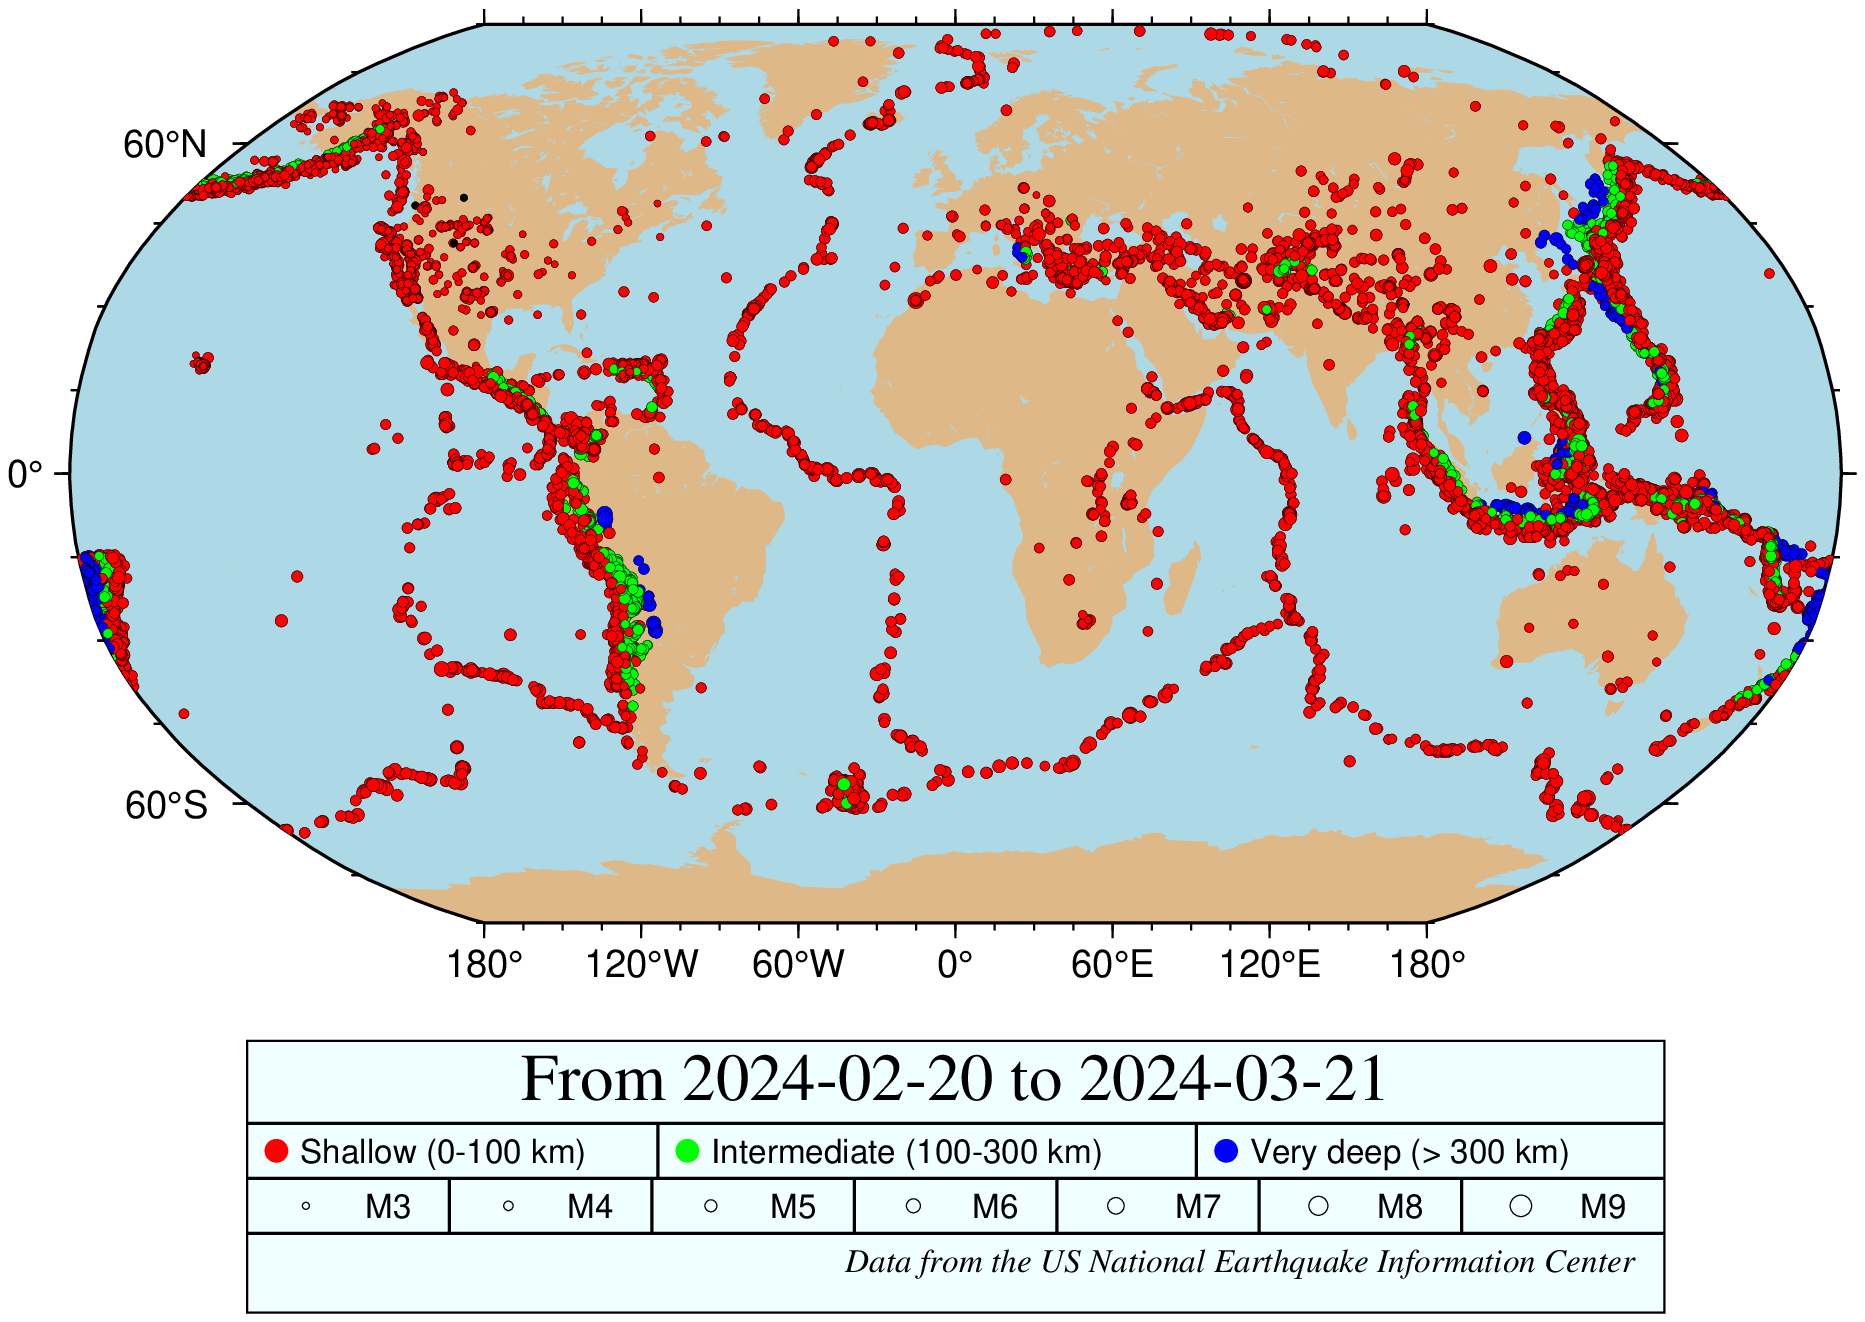 60°N
0°
60°S
180° 120°W 60°W 0° 60°E 120°E 180°
From 2024-02-20 to 2024-03-21
Shallow (0-100 km) Intermediate (100-300 km) Very deep (> 300 km)
M3 M4 M5 M6 M7 M8 M9
Data from the US National Earthquake Information Center